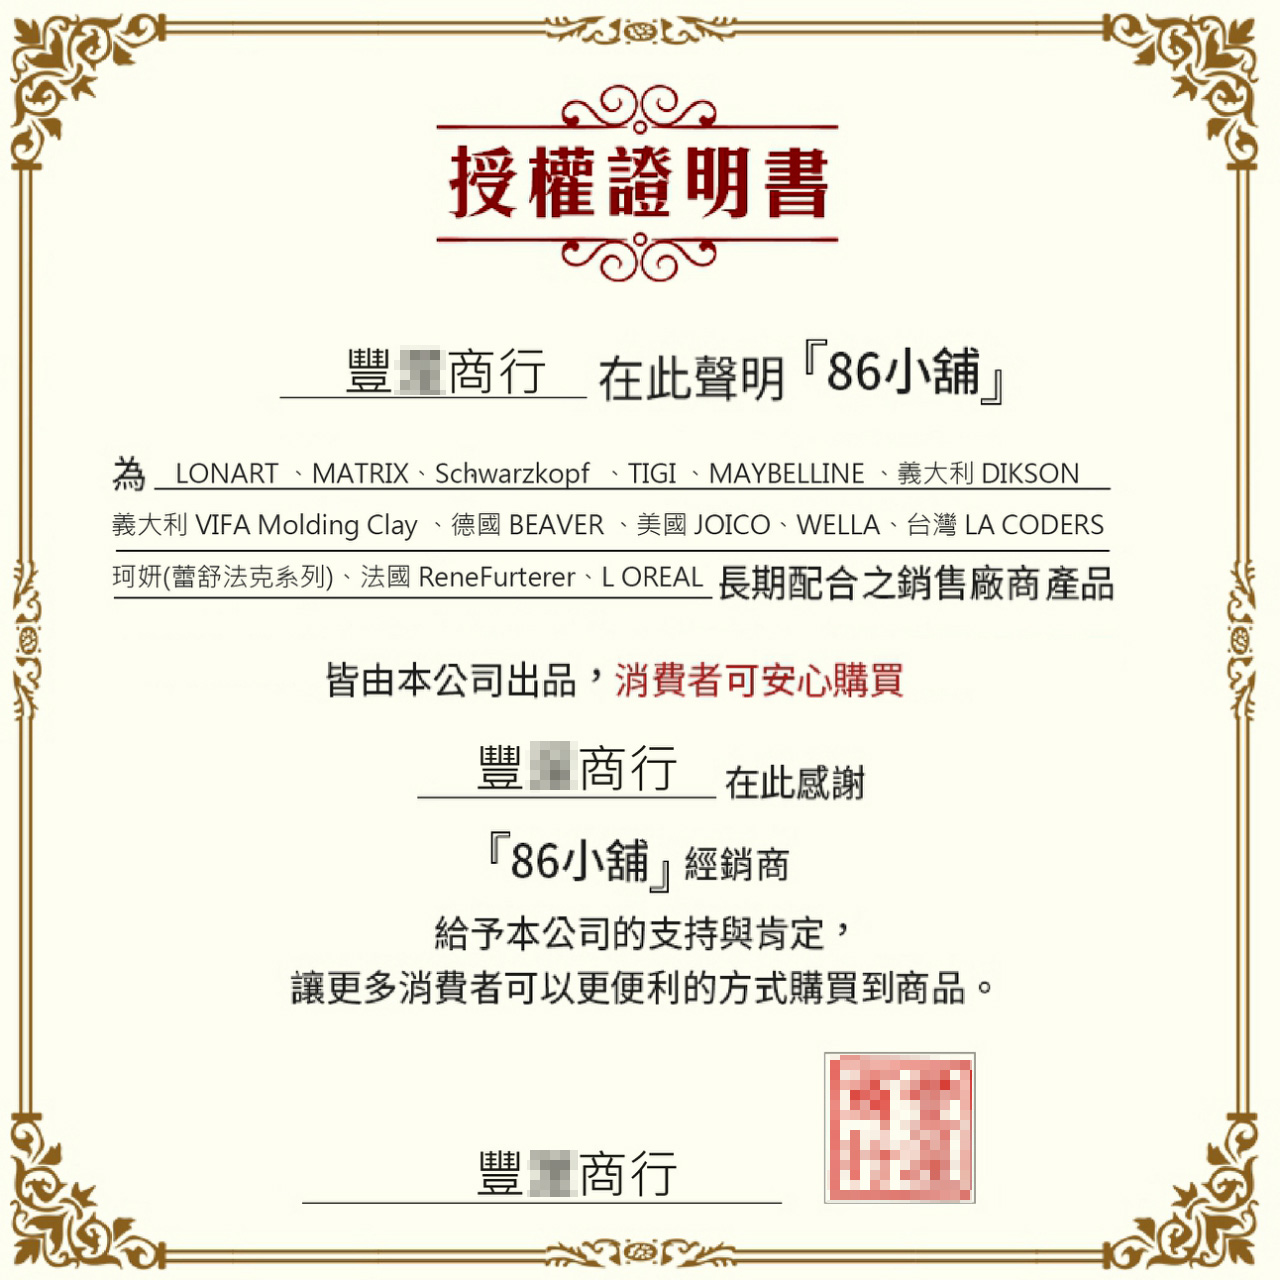 授權證明書
豐 商行 在此聲明『86小舖』
為 LONART 、MATRIX、Schwarzkopf 、TIGI 、MAYBELLINE 、義大利 DIKSON
義大利 VIFA Molding Clay 、德國 BEAVER 、美國 JOICO、WELLA、台灣 LA CODERS
珂妍(蕾舒法克系列)、法國 ReneFurterer、L OREAL 長期配合之銷售廠商產品
皆由本公司出品，消費者可安心購買
豐 商行 在此感謝
『86小舖』經銷商
給予本公司的支持與肯定，
讓更多消費者可以更便利的方式購買到商品。
豐 商行